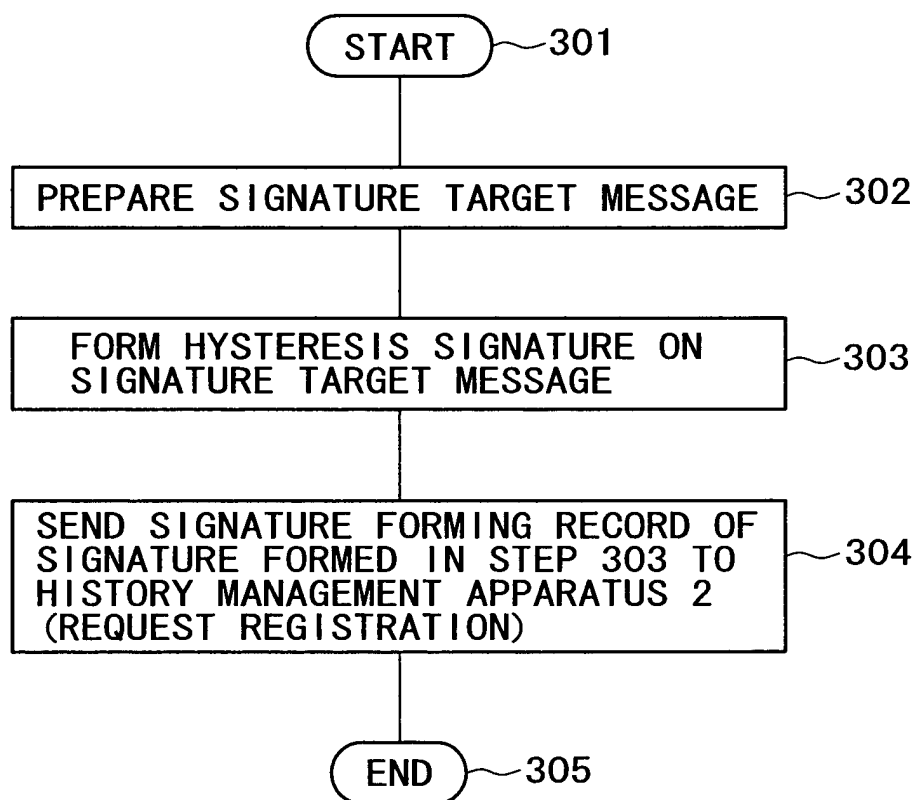 START 301
PREPARE SIGNATURE TARGET MESSAGE 302
FORM HYSTERESIS SIGNATURE ON
SIGNATURE TARGET MESSAGE
303
SEND SIGNATURE FORMING RECORD OF
SIGNATURE FORMED IN STEP 303 TO
HISTORY MANAGEMENT APPARATUS 2
(REQUEST REGISTRATION)
304
END 305